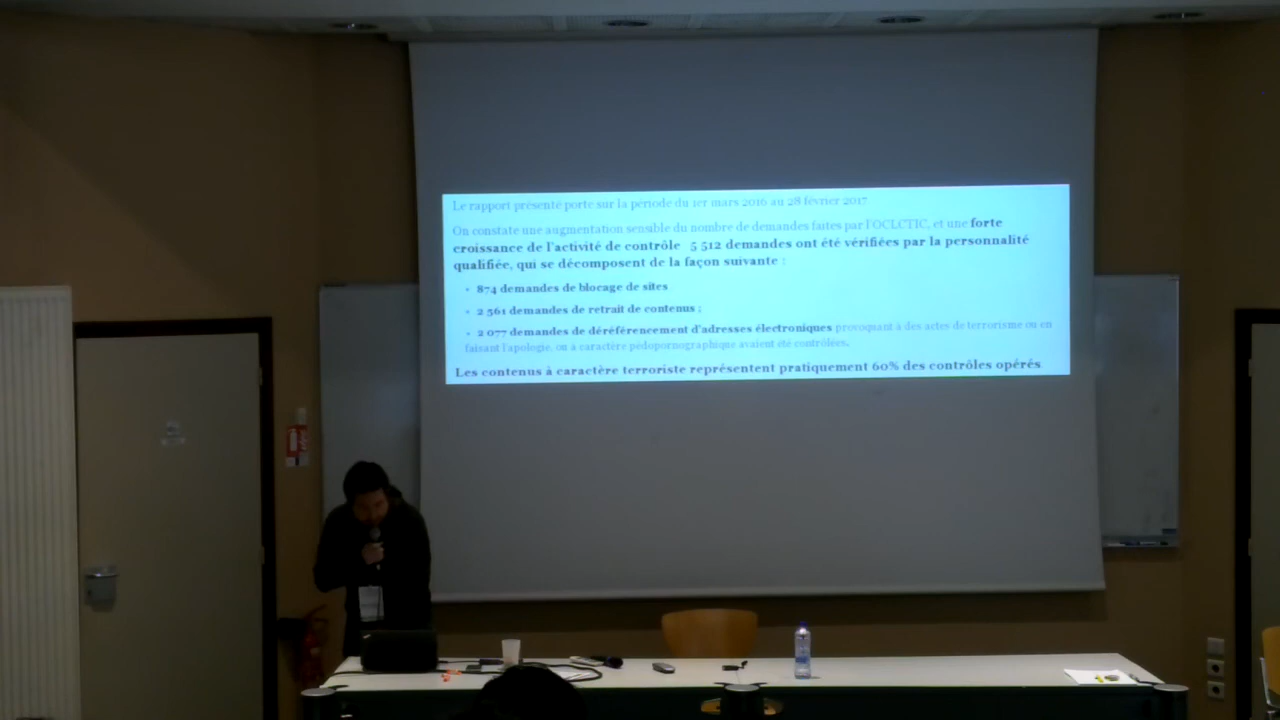 Le rapport présenté porte sur la période du 1er mars 2016 au 28 février 2017
On constate une augmentation sensible du nombre de demandes faites par l'OCLCTIC, et une forte
croissance de l'activité de contrôle 5 512 demandes ont été vérifiées par la personnalité
qualifiée, qui se décomposent de la façon suivante :
• 874 demandes de blocage de sites
• 2 561 demandes de retrait de contenus ;
• 2 077 demandes de déréférencement d'adresses électroniques provoquant à des actes de terrorisme ou en
faisant l'apologie, ou à caractère pédopornographique avaient été contrôlées.
Les contenus à caractère terroriste représentent pratiquement 60% des contrôles opérés